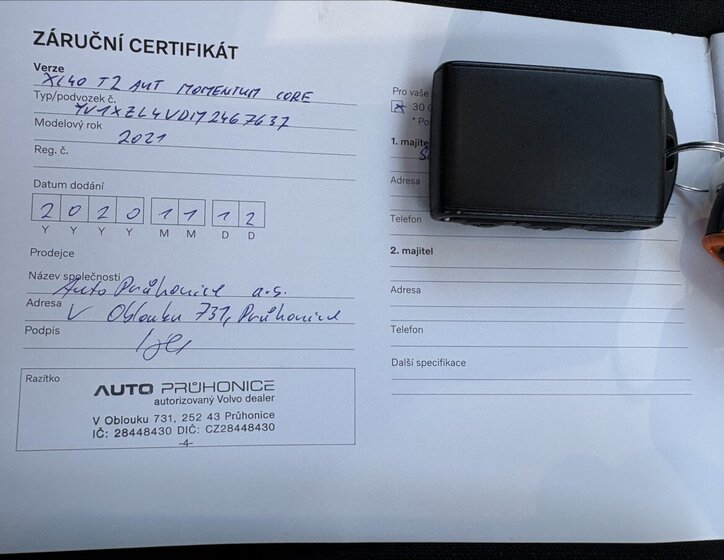 ZÁRUČNÍ CERTIFIKÁT
Verze
XC40 T2 AUT MOMENTUM CORE
Typ/podvozek č.
YV1XZL4VDM2467637
Modelový rok
2021
Reg. č.
Datum dodání
2 0 2 0 1 1 1 2
Y Y Y Y M M D D
Prodejce
Název společnosti
Auto Průhonice a.s.
Adresa
V Oblouku 731, Průhonice
Podpis
Razítko
AUTO PRŮHONICE
autorizovaný Volvo dealer
V Oblouku 731, 252 43 Průhonice
IČ: 28448430 DIČ: CZ28448430
-4-
Pro vaše
x 30
* Po
1. majitel
Adresa
Telefon
2. majitel
Adresa
Telefon
Další specifikace